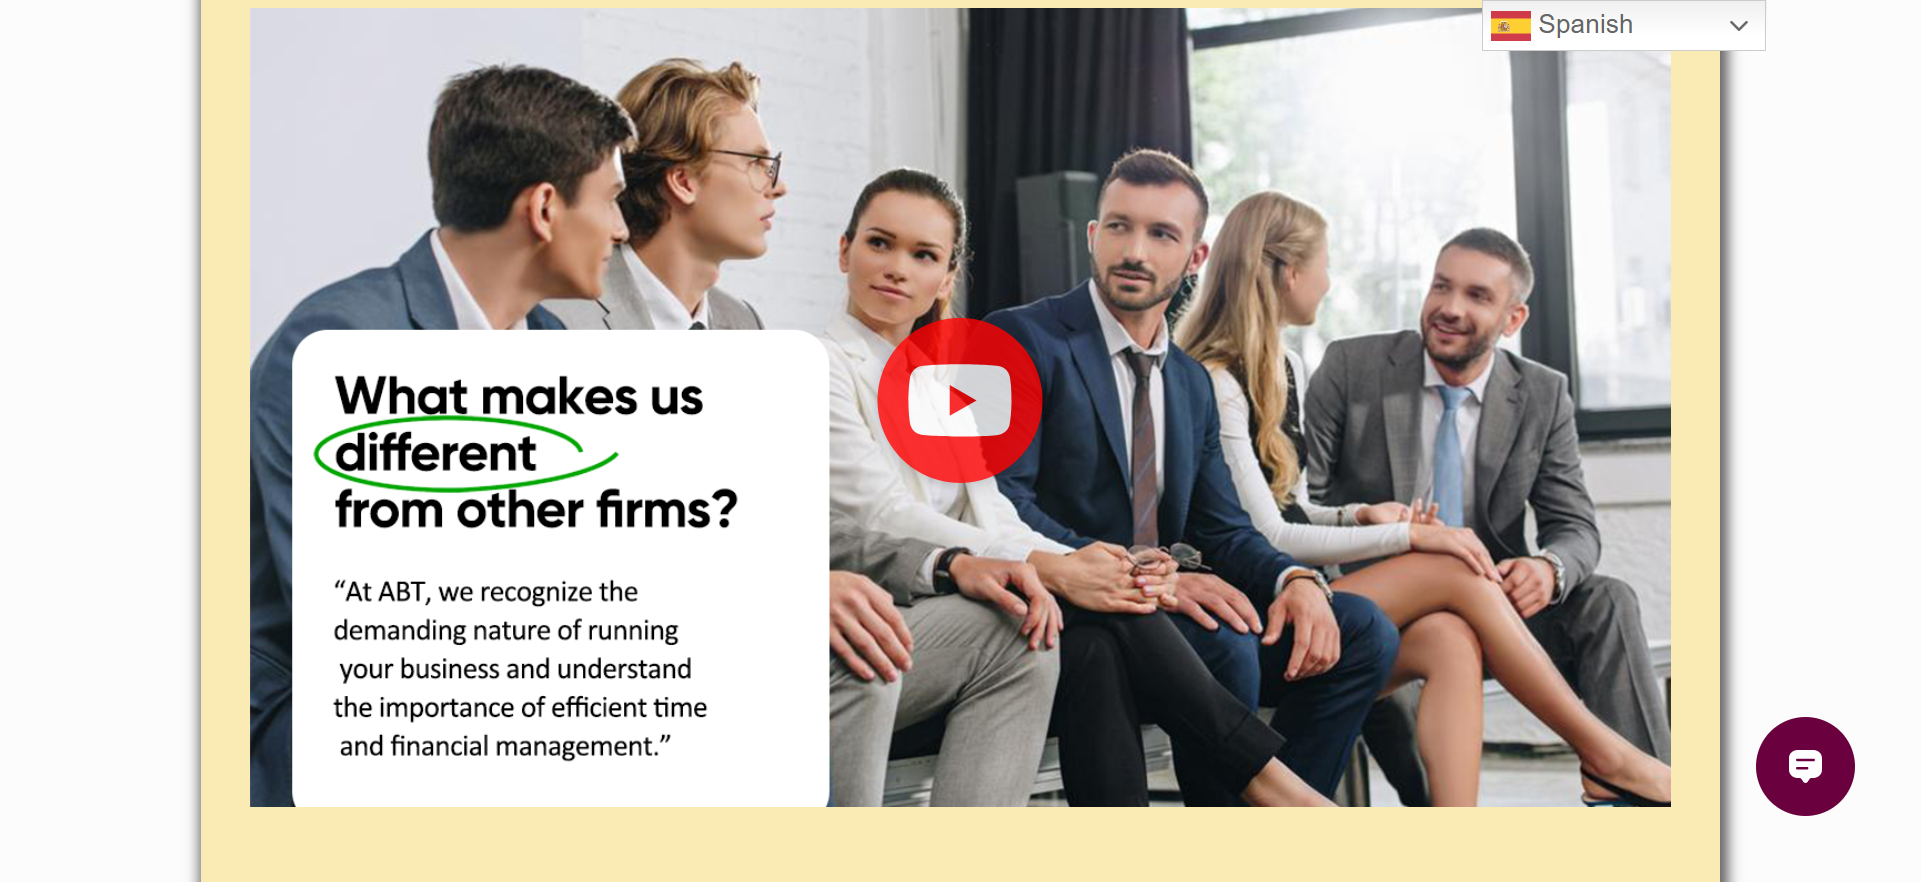 Spanish
What makes us
different
from other firms?
“At ABT, we recognize the
demanding nature of running
your business and understand
the importance of efficient time
and financial management.”